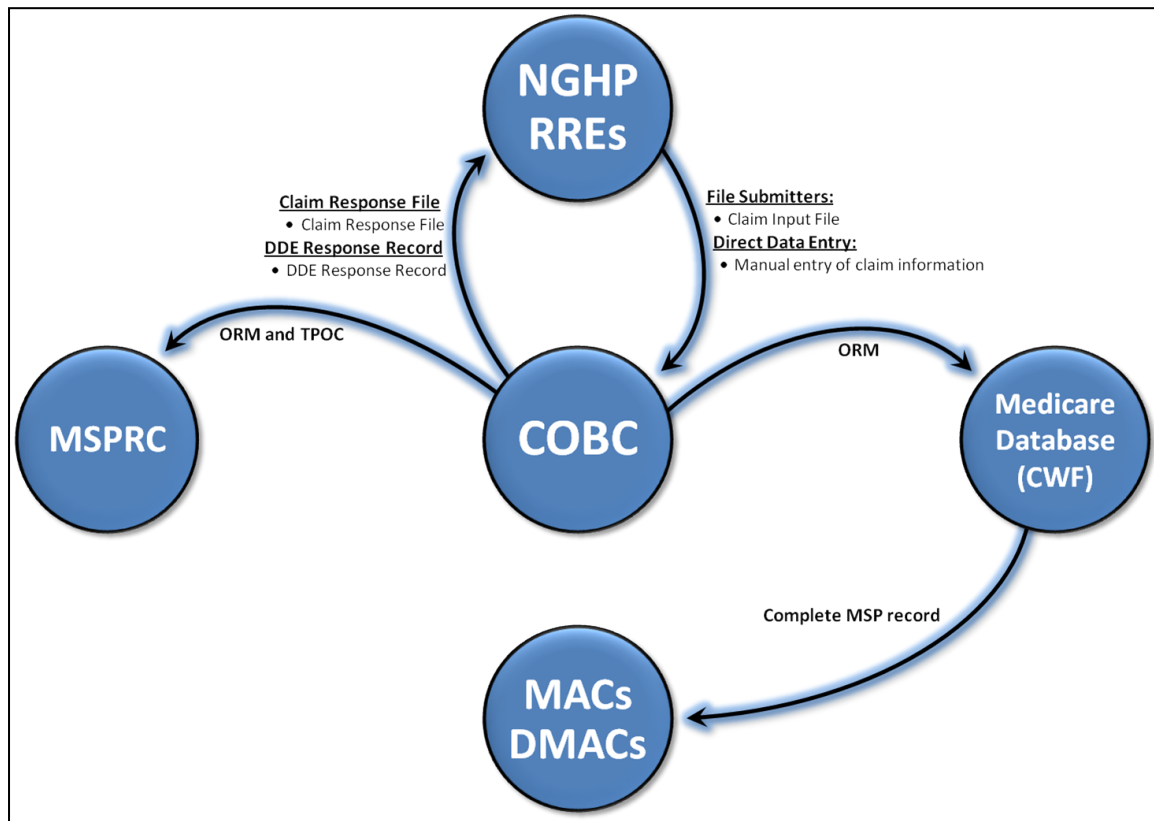 NGHP
RREs
Claim Response File
• Claim Response File
DDE Response Record
• DDE Response Record
File Submitters:
• Claim Input File
Direct Data Entry:
• Manual entry of claim information
ORM and TPOC
ORM
MSPRC
COBC
Medicare
Database
(CWF)
Complete MSP record
MACs
DMACs